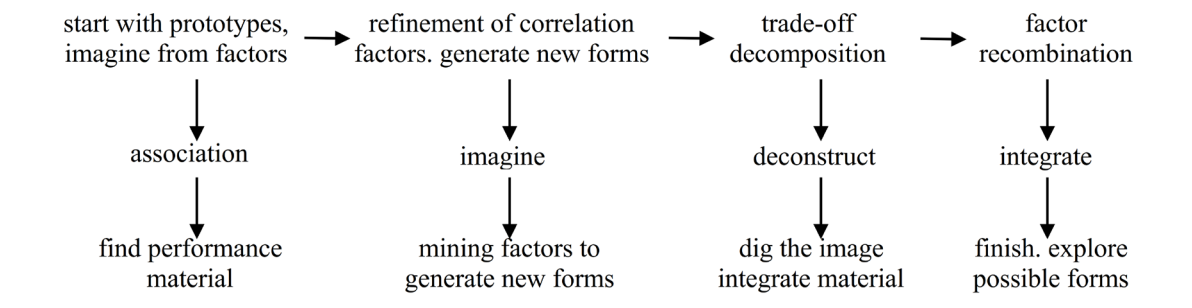 start with prototypes,
imagine from factors
refinement of correlation
factors. generate new forms
trade-off
decomposition
factor
recombination
association
imagine
deconstruct
integrate
find performance
material
mining factors to
generate new forms
dig the image
integrate material
finish. explore
possible forms